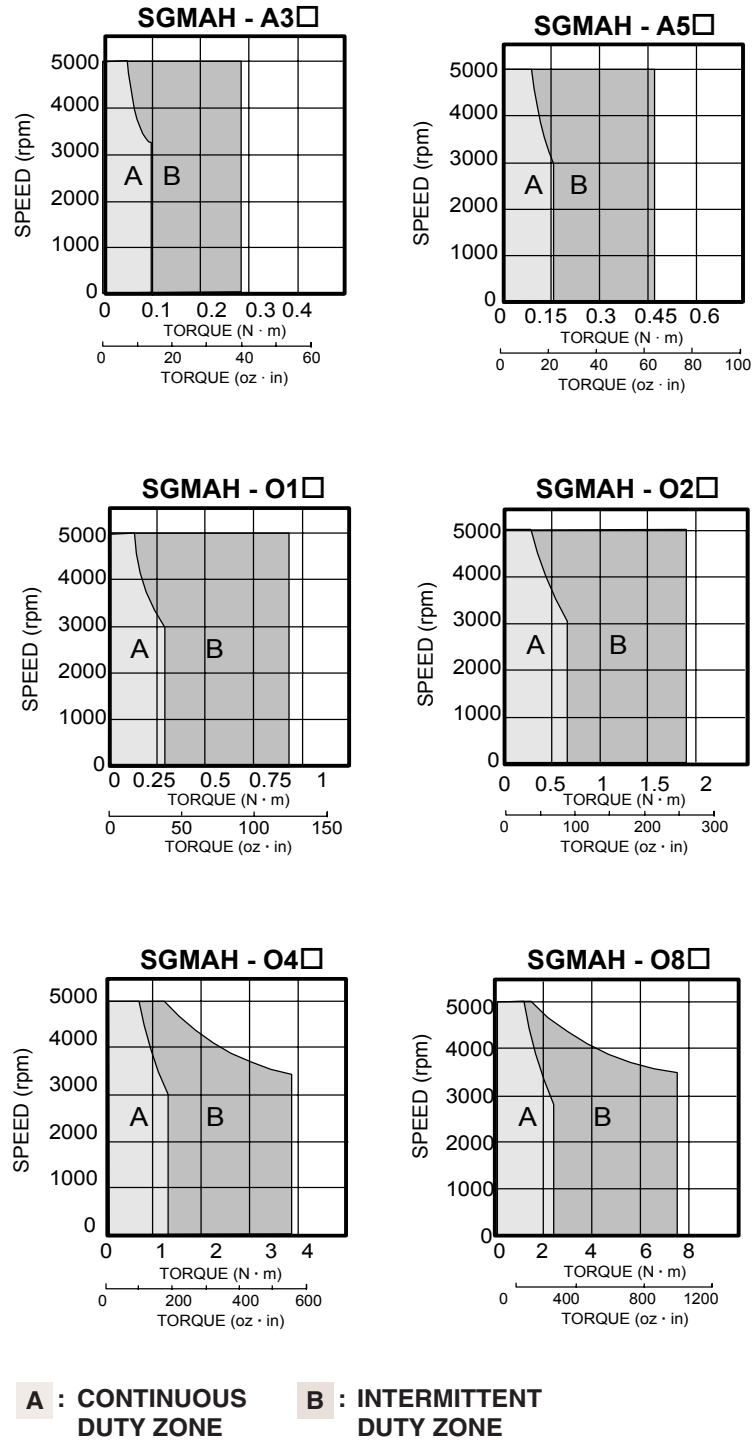 SGMAH - A3□
SPEED (rpm)
5000
4000
3000
2000
1000
0
A B
0 0.1 0.2 0.3 0.4
TORQUE (N · m)
0 20 40 60
TORQUE (oz · in)
SGMAH - A5□
SPEED (rpm)
5000
4000
3000
2000
1000
0
A B
0 0.15 0.3 0.45 0.6
TORQUE (N · m)
0 20 40 60 80 100
TORQUE (oz · in)
SGMAH - O1□
SPEED (rpm)
5000
4000
3000
2000
1000
0
A B
0 0.25 0.5 0.75 1
TORQUE (N · m)
0 50 100 150
TORQUE (oz · in)
SGMAH - O2□
SPEED (rpm)
5000
4000
3000
2000
1000
0
A B
0 0.5 1 1.5 2
TORQUE (N · m)
0 100 200 300
TORQUE (oz · in)
SGMAH - O4□
SPEED (rpm)
5000
4000
3000
2000
1000
0
A B
0 1 2 3 4
TORQUE (N · m)
0 200 400 600
TORQUE (oz · in)
SGMAH - O8□
SPEED (rpm)
5000
4000
3000
2000
1000
0
A B
0 2 4 6 8
TORQUE (N · m)
0 400 800 1200
TORQUE (oz · in)
A : CONTINUOUS
DUTY ZONE
B : INTERMITTENT
DUTY ZONE